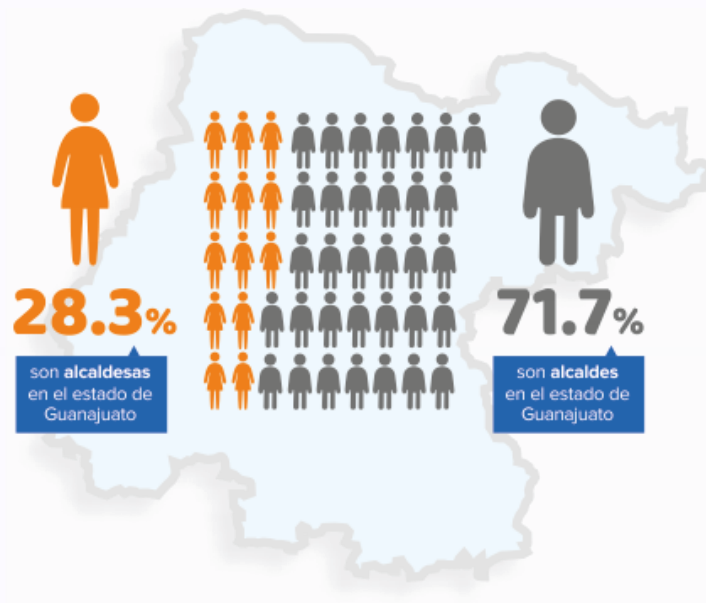 28.3%
son alcaldesas
en el estado de
Guanajuato
71.7%
son alcaldes
en el estado de
Guanajuato